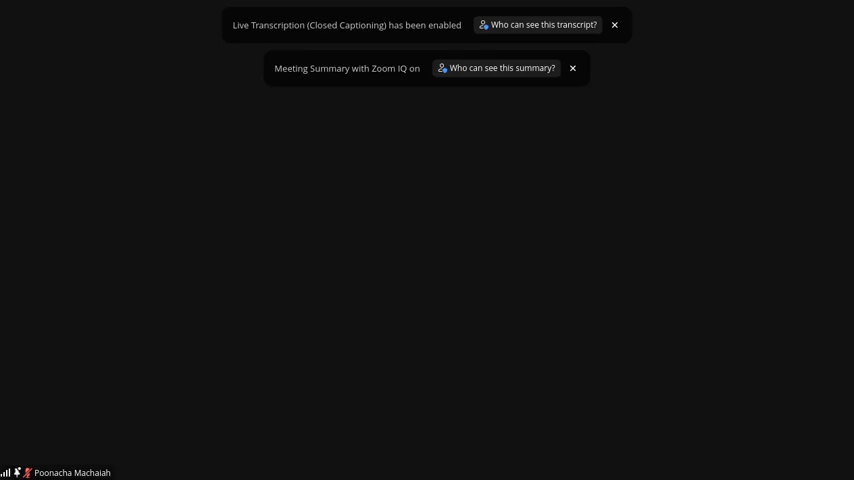 Live Transcription (Closed Captioning) has been enabled Who can see this transcript?
Meeting Summary with Zoom IQ on Who can see this summary?
Poonacha Machaiah